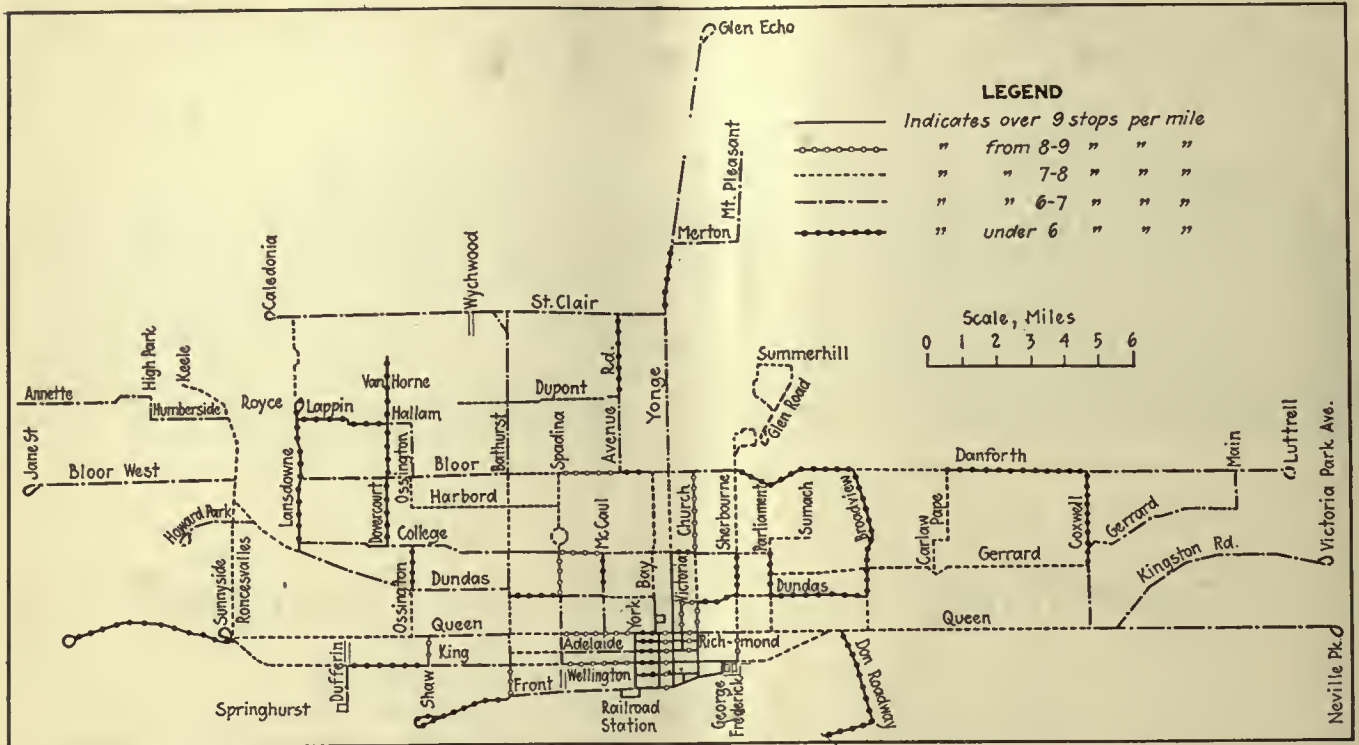 Glen Echo
LEGEND
Indicates over 9 stops per mile
" from 8-9 " " "
" " 7-8 " " "
" " 6-7 " " "
" under 6 " " "
Mt. Pleasant
Merton
Caledonia
Wychwood
St. Clair
Scale, Miles
0 1 2 3 4 5 6
Summerhill
Glen Road
High Park
Keele
Annette
Humberside
Royce
Lappin
Van Horne
Hallam
Dupont
Avenue Rd.
Yonge
Bathurst
Spadina
Jane St
Bloor West
Lansdowne
Ossington
Bloor
Harbord
Dovercourt
Howard Park
College
McCaul
Church
Sherbourne
Parliament
Sumach
Broadview
Danforth
Carlaw
Pape
Coxwell
Main
Luttrell
Victoria Park Ave.
Gerrard
Gerrard
Kingston Rd.
Sunnyside
Roncesvalles
Ossington
Dundas
Bay
Victoria
Dundas
York
Queen
Queen
Adelaide
Rich-mond
King
Wellington
Dufferin
Shaw
Front
Springhurst
Railroad
Station
George
Frederick
Don Roadway
Neville Pk.